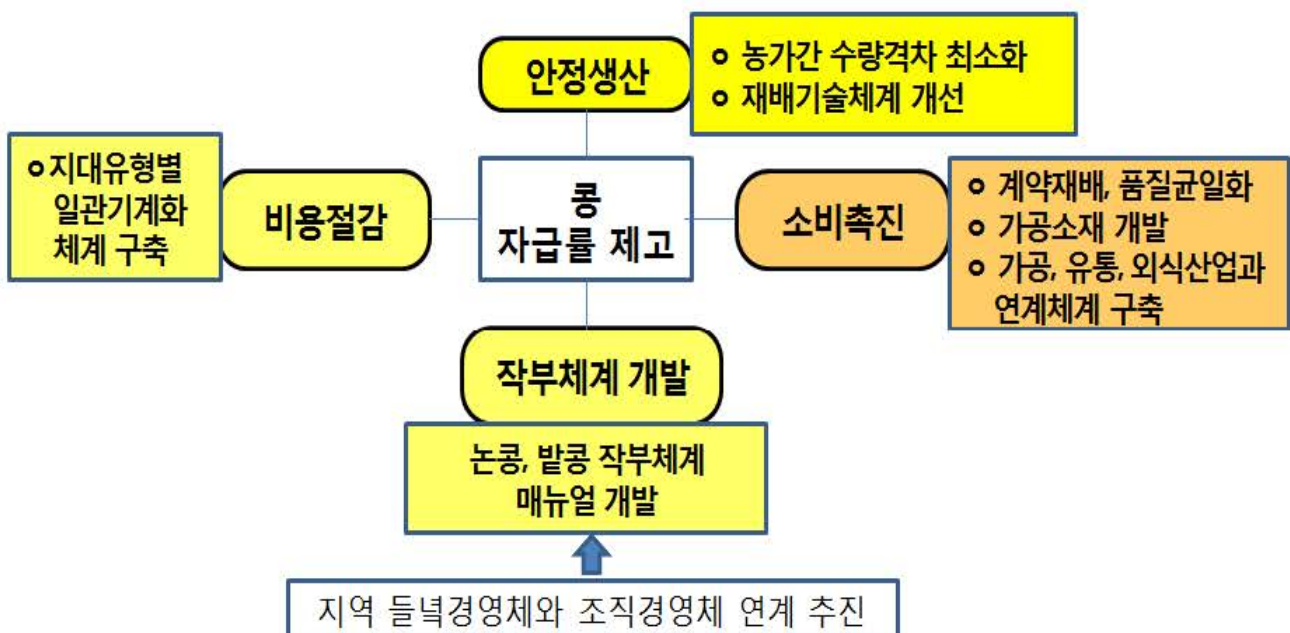 안정생산
o 농가간 수량격차 최소화
o 재배기술체계 개선
o 지대유형별
일관기계화
체계 구축
비용절감
콩
자급률 제고
소비촉진
o 계약재배, 품질균일화
o 가공소재 개발
o 가공, 유통, 외식산업과
연계체계 구축
작부체계 개발
논콩, 밭콩 작부체계
매뉴얼 개발
지역 들녘경영체와 조직경영체 연계 추진